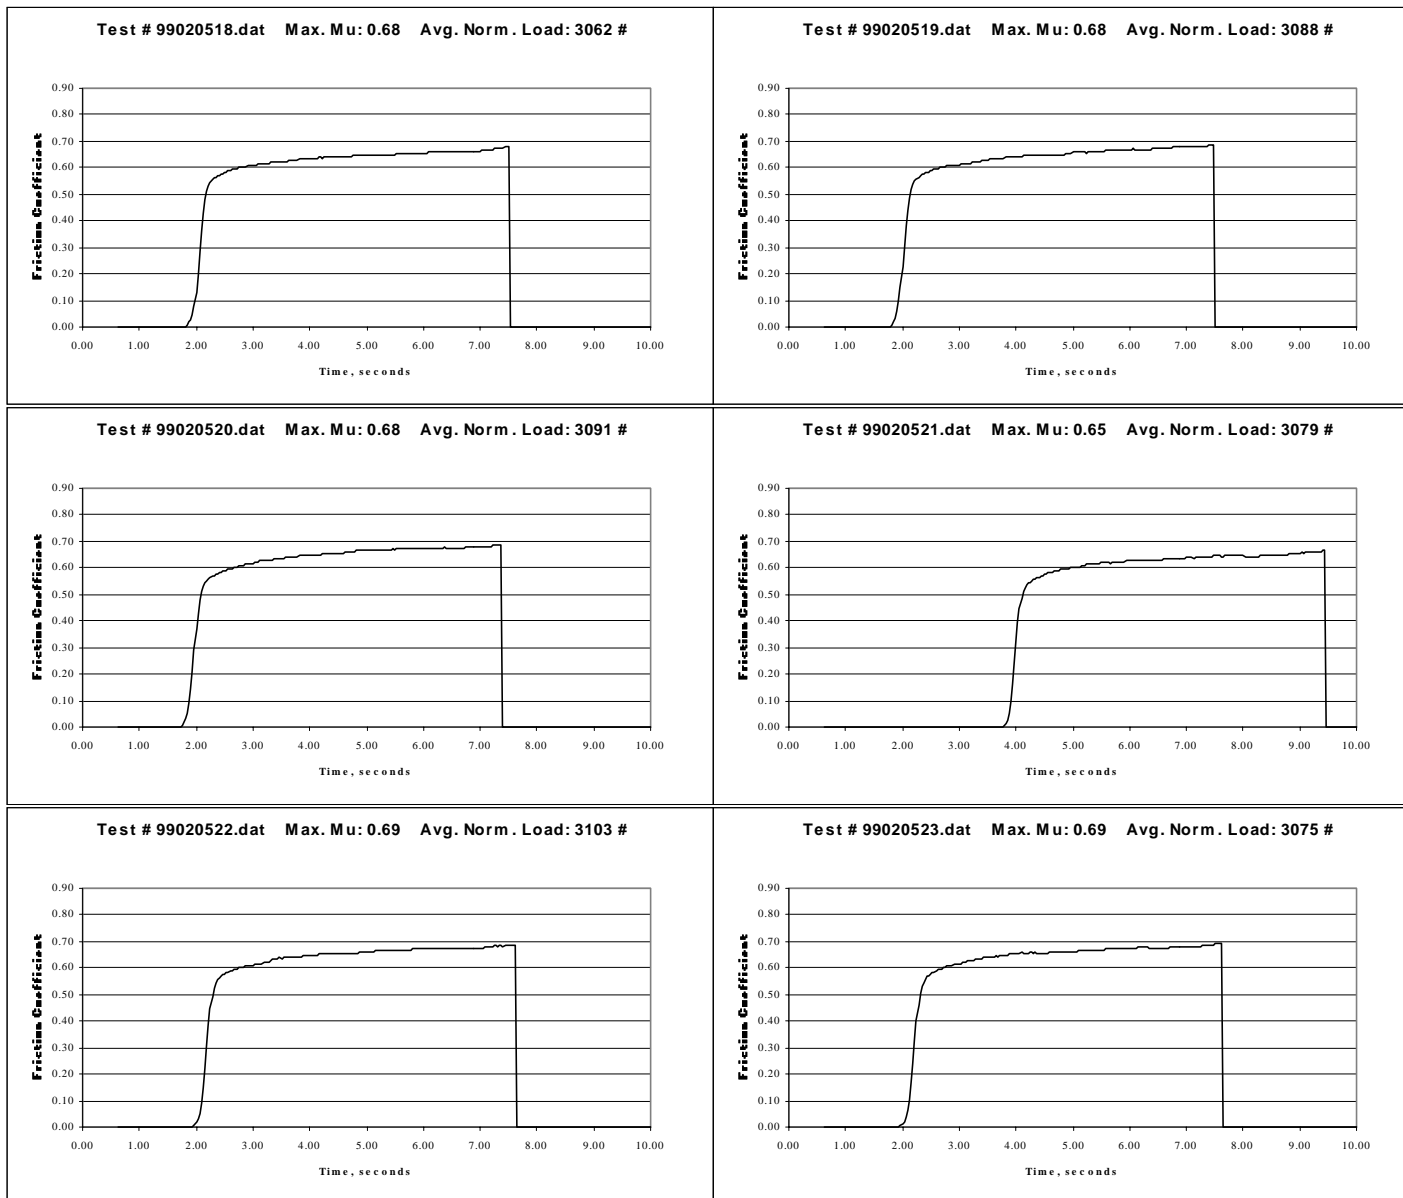 Test # 99020518.dat Max. Mu: 0.68 Avg. Norm. Load: 3062 #
0.90
0.80
0.70
0.60
0.50
0.40
0.30
0.20
0.10
0.00
Friction Coefficient
0.00 1.00 2.00 3.00 4.00 5.00 6.00 7.00 8.00 9.00 10.00
Time, seconds
Test # 99020519.dat Max. Mu: 0.68 Avg. Norm. Load: 3088 #
0.90
0.80
0.70
0.60
0.50
0.40
0.30
0.20
0.10
0.00
Friction Coefficient
0.00 1.00 2.00 3.00 4.00 5.00 6.00 7.00 8.00 9.00 10.00
Time, seconds
Test # 99020520.dat Max. Mu: 0.68 Avg. Norm. Load: 3091 #
0.90
0.80
0.70
0.60
0.50
0.40
0.30
0.20
0.10
0.00
Friction Coefficient
0.00 1.00 2.00 3.00 4.00 5.00 6.00 7.00 8.00 9.00 10.00
Time, seconds
Test # 99020521.dat Max. Mu: 0.65 Avg. Norm. Load: 3079 #
0.90
0.80
0.70
0.60
0.50
0.40
0.30
0.20
0.10
0.00
Friction Coefficient
0.00 1.00 2.00 3.00 4.00 5.00 6.00 7.00 8.00 9.00 10.00
Time, seconds
Test # 99020522.dat Max. Mu: 0.69 Avg. Norm. Load: 3103 #
0.90
0.80
0.70
0.60
0.50
0.40
0.30
0.20
0.10
0.00
Friction Coefficient
0.00 1.00 2.00 3.00 4.00 5.00 6.00 7.00 8.00 9.00 10.00
Time, seconds
Test # 99020523.dat Max. Mu: 0.69 Avg. Norm. Load: 3075 #
0.90
0.80
0.70
0.60
0.50
0.40
0.30
0.20
0.10
0.00
Friction Coefficient
0.00 1.00 2.00 3.00 4.00 5.00 6.00 7.00 8.00 9.00 10.00
Time, seconds